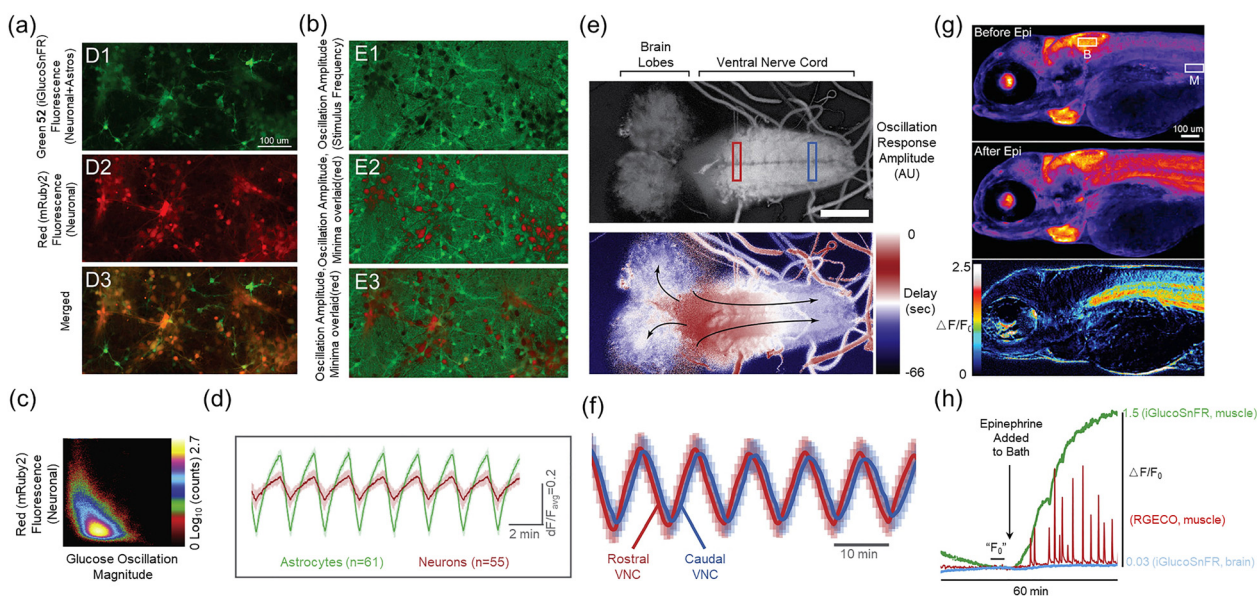 (a)
Green 52 (iGlucoSnFR)
Fluorescence
(Neuronal+Astros)
D1
100 um
Red (mRuby2)
Fluorescence
(Neuronal)
D2
Merged
D3
(b)
Oscillation Amplitude
(Stimulus Frequency)
E1
Oscillation Amplitude,
Minima overlaid(red)
E2
Oscillation Amplitude,
Minima overlaid(red)
E3
(c)
Red (mRuby2)
Fluorescence
(Neuronal)
0 Log10 (counts) 2.7
Glucose Oscillation
Magnitude
(d)
dF/Favg=0.2
2 min
Astrocytes (n=61)
Neurons (n=55)
(e)
Brain
Lobes
Ventral Nerve Cord
Oscillation
Response
Amplitude
(AU)
0
Delay
(sec)
-66
(f)
Rostral
VNC
Caudal
VNC
10 min
(g)
Before Epi
B
M
100 um
After Epi
2.5
△F/F0
0
(h)
Epinephrine
Added
to Bath
"F0"
1.5 (iGlucoSnFR, muscle)
△F/F0
(RGECO, muscle)
0.03 (iGlucoSnFR, brain)
60 min